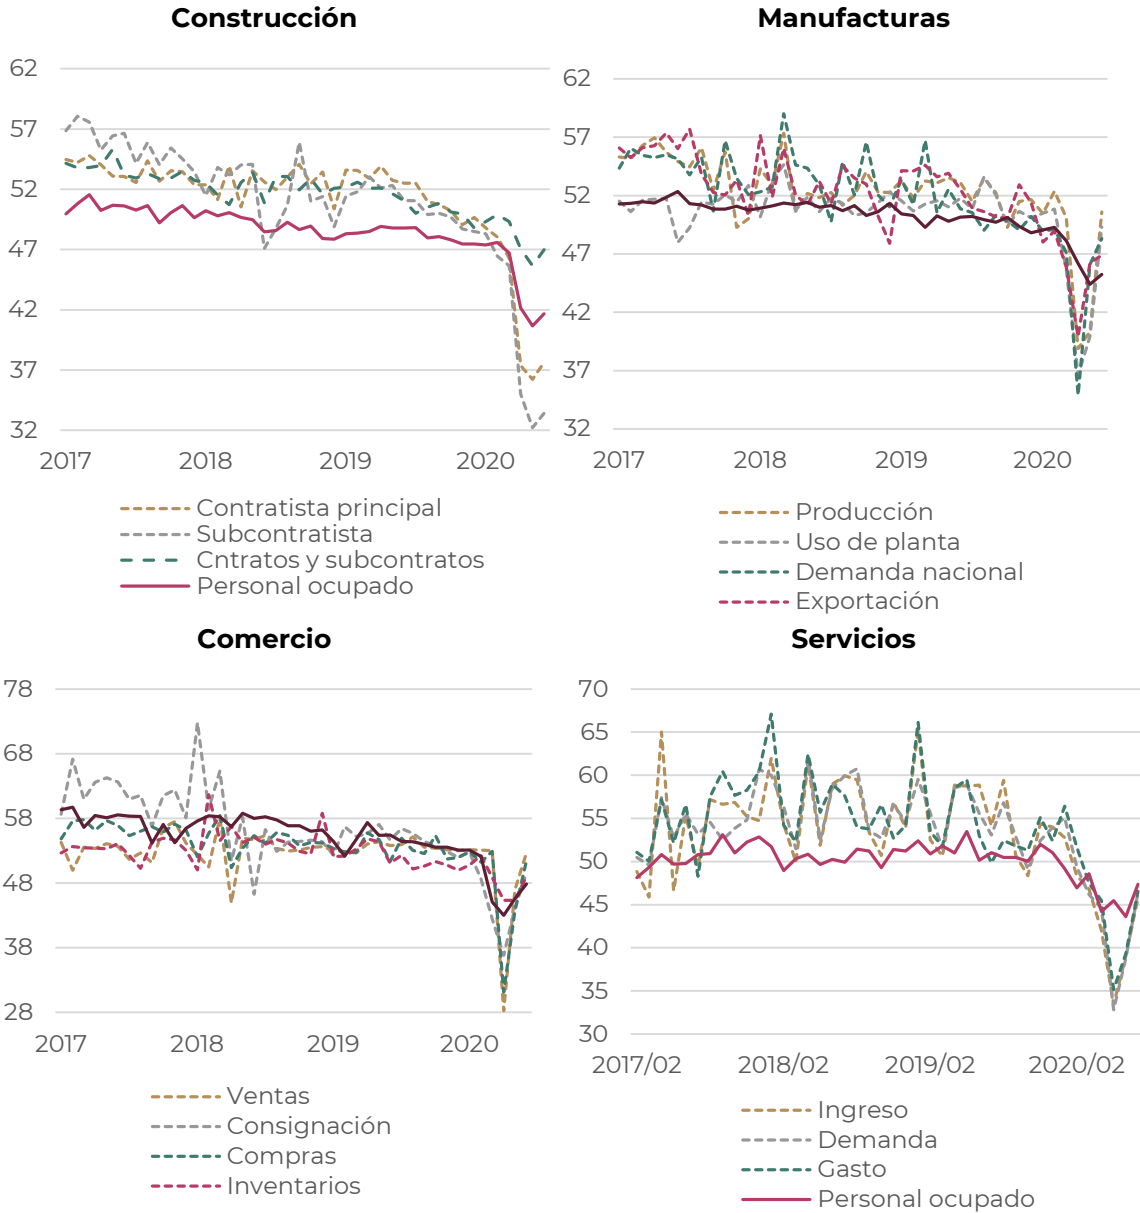 Construcción
62
57
52
47
42
37
32
2017 2018 2019 2020
Contratista principal
Subcontratista
Cntratos y subcontratos
Personal ocupado
Manufacturas
62
57
52
47
42
37
32
2017 2018 2019 2020
Producción
Uso de planta
Demanda nacional
Exportación
Comercio
78
68
58
48
38
28
2017 2018 2019 2020
Ventas
Consignación
Compras
Inventarios
Servicios
70
65
60
55
50
45
40
35
30
2017/02 2018/02 2019/02 2020/02
Ingreso
Demanda
Gasto
Personal ocupado